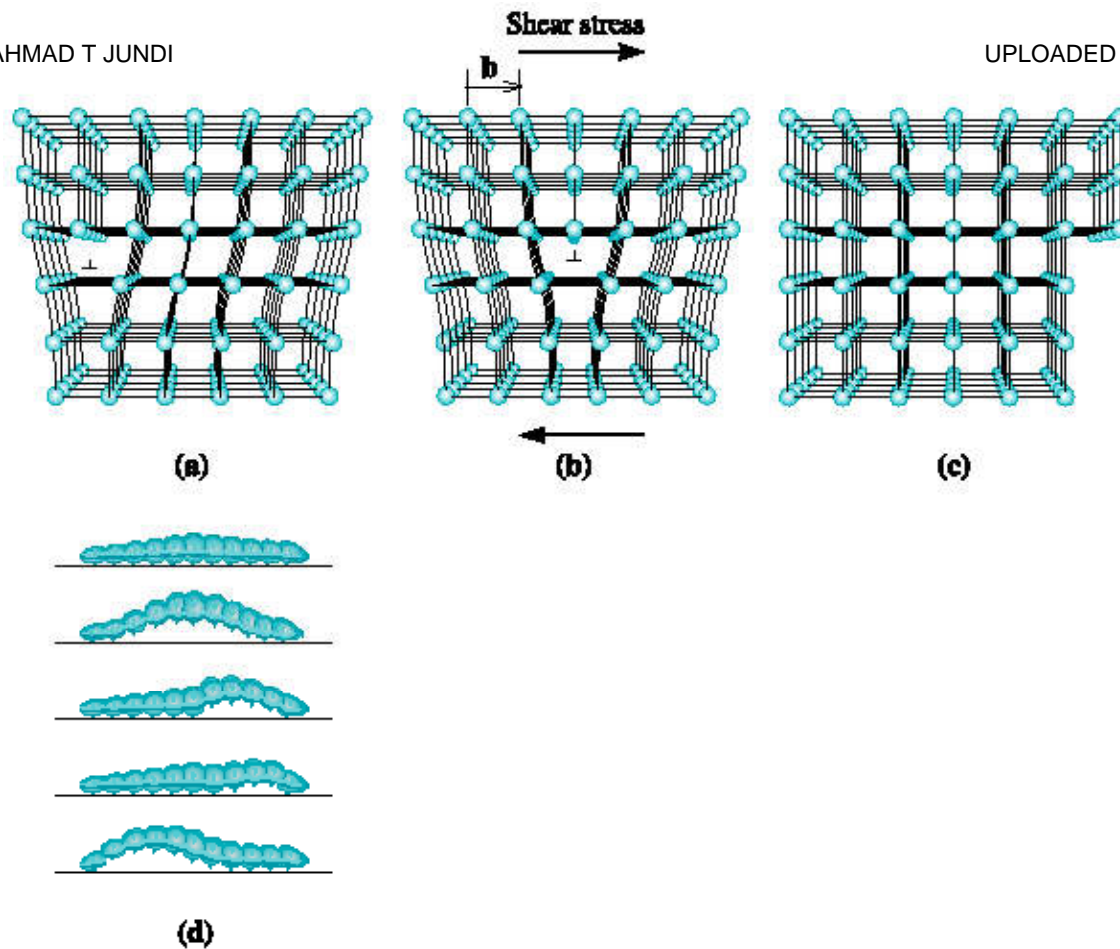 AHMAD T JUNDI
UPLOADED
Shear stress
b
⊥
⊥
(a)
(b)
(c)
(d)